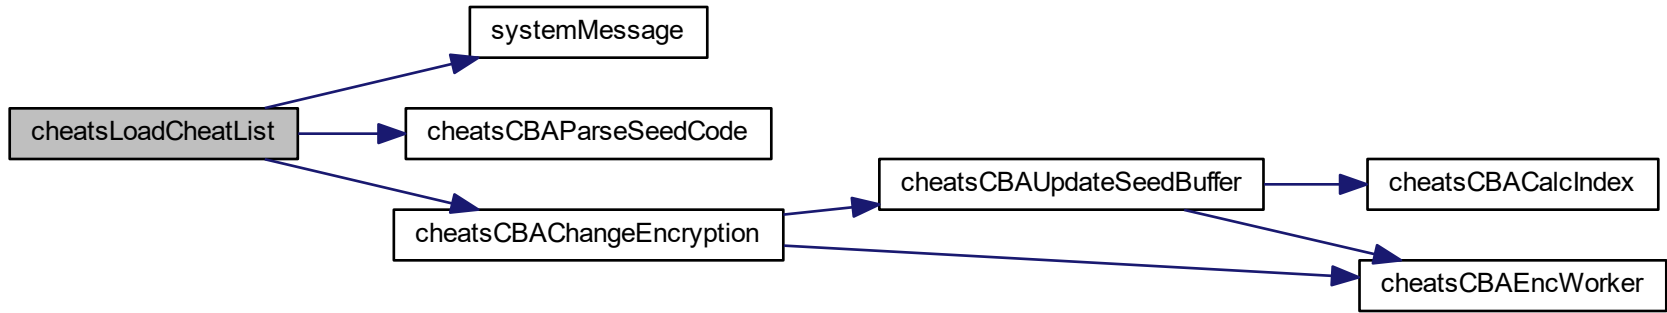 systemMessage
cheatsLoadCheatList
cheatsCBAParseSeedCode
cheatsCBAUpdateSeedBuffer
cheatsCBACalcIndex
cheatsCBAChangeEncryption
cheatsCBAEncWorker